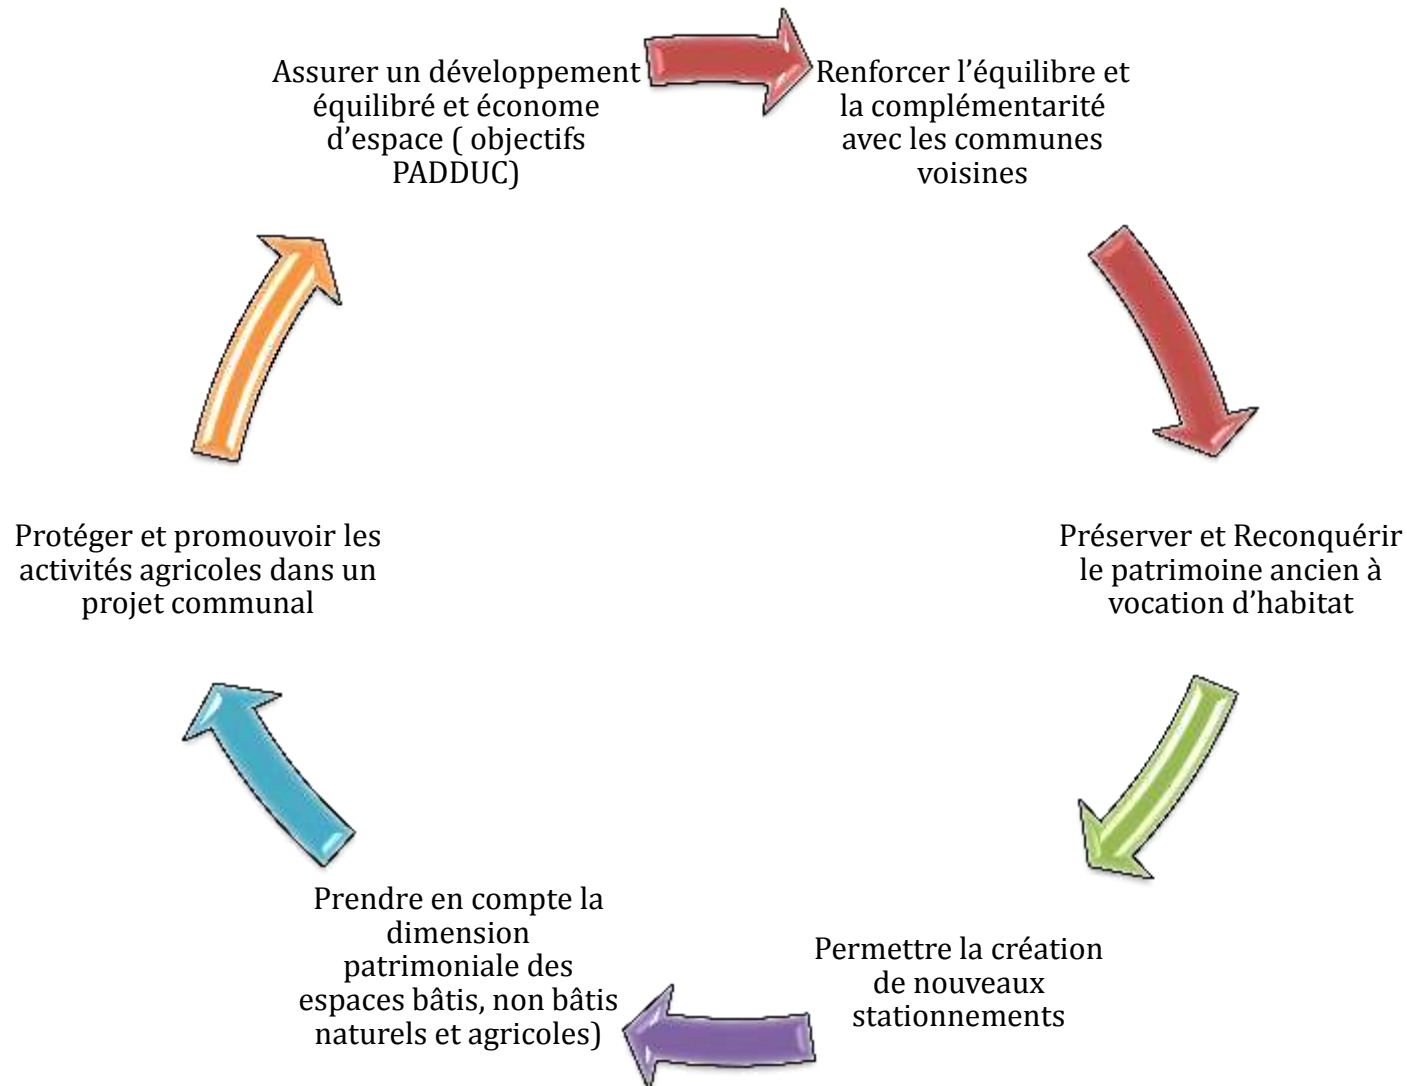 Assurer un développement
équilibré et économe
d’espace ( objectifs
PADDUC)
Renforcer l’équilibre et
la complémentarité
avec les communes
voisines
Préserver et Reconquérir
le patrimoine ancien à
vocation d’habitat
Permettre la création
de nouveaux
stationnements
Prendre en compte la
dimension
patrimoniale des
espaces bâtis, non bâtis
naturels et agricoles)
Protéger et promouvoir les
activités agricoles dans un
projet communal